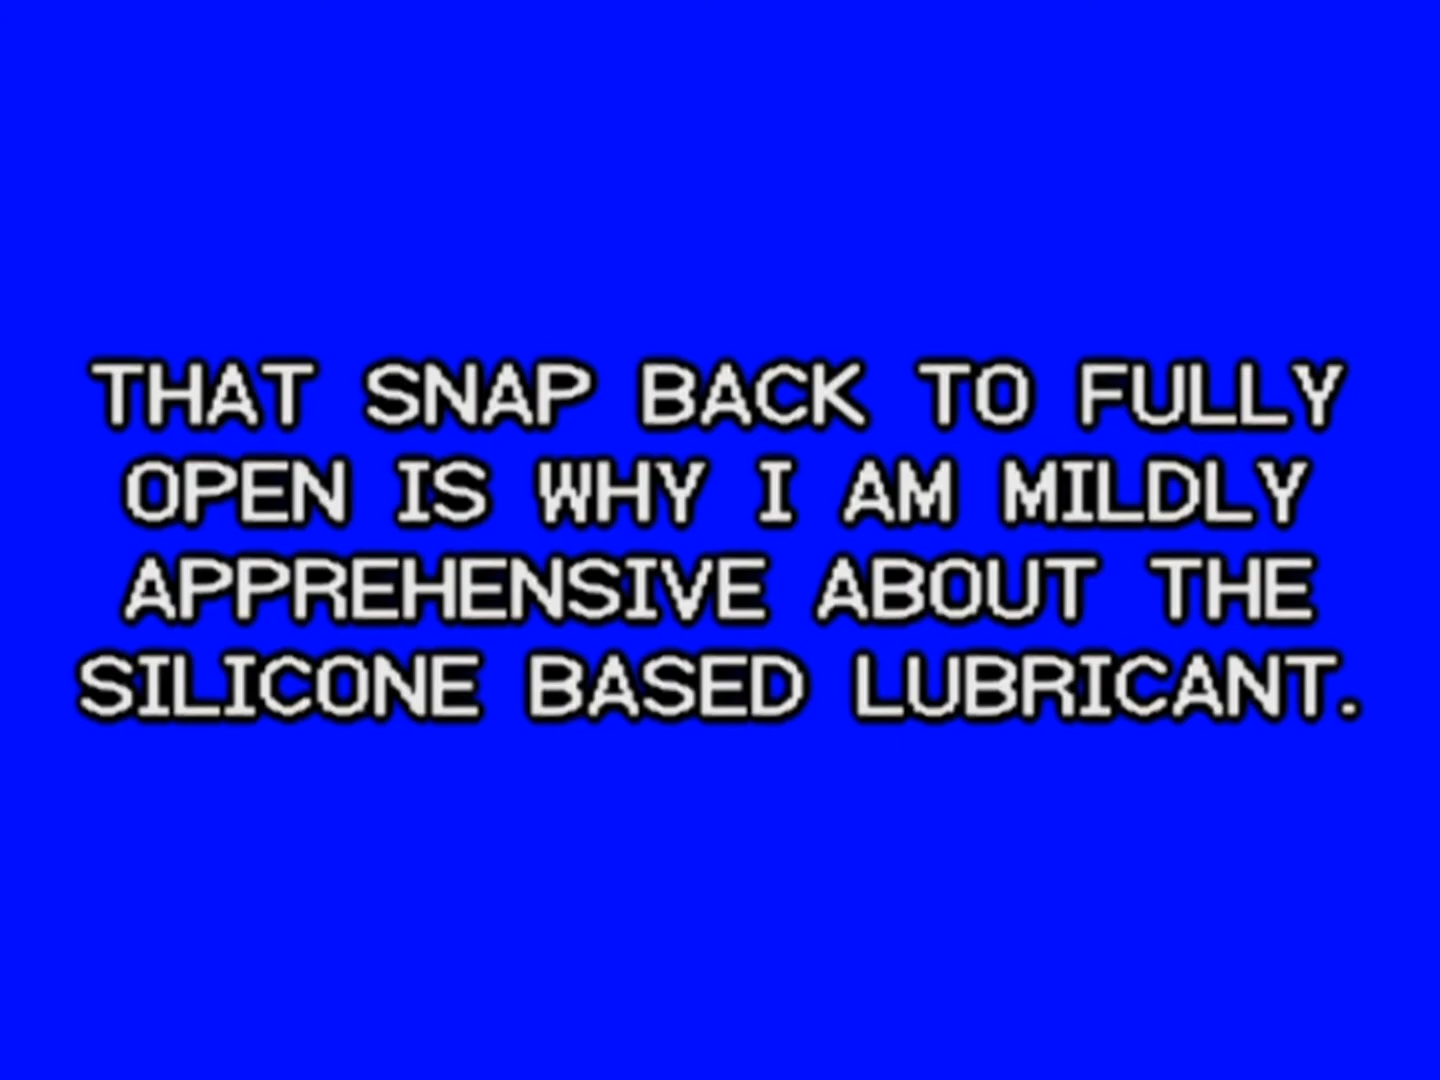 THAT SNAP BACK TO FULLY
OPEN IS WHY I AM MILDLY
APPREHENSIVE ABOUT THE
SILICONE BASED LUBRICANT.